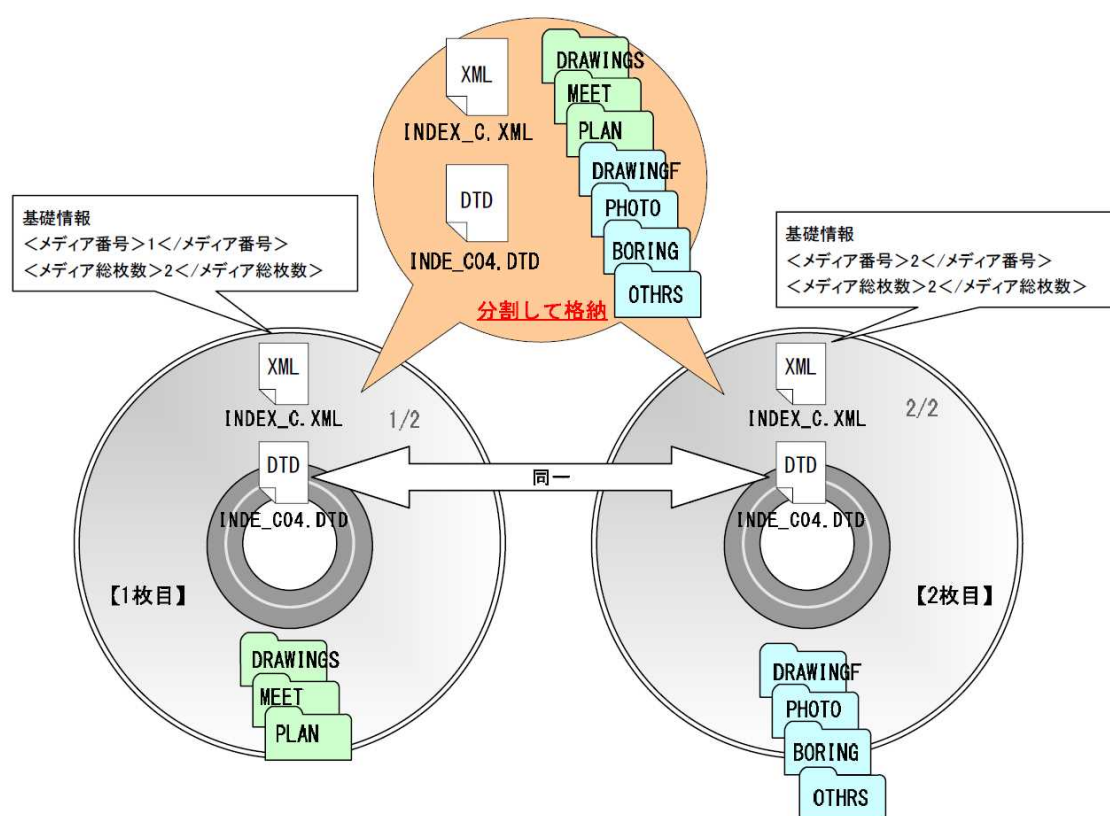 XML
INDEX_C.XML
DTD
INDE_C04.DTD
DRAWINGS
MEET
PLAN
DRAWINGF
PHOTO
BORING
OTHRS
分割して格納
基礎情報
<メディア番号>1</メディア番号>
<メディア総枚数>2</メディア総枚数>
基礎情報
<メディア番号>2</メディア番号>
<メディア総枚数>2</メディア総枚数>
XML
INDEX_C.XML
1/2
DTD
INDE_C04.DTD
【1枚目】
DRAWINGS
MEET
PLAN
同一
XML
INDEX_C.XML
2/2
DTD
INDE_C04.DTD
【2枚目】
DRAWINGF
PHOTO
BORING
OTHRS